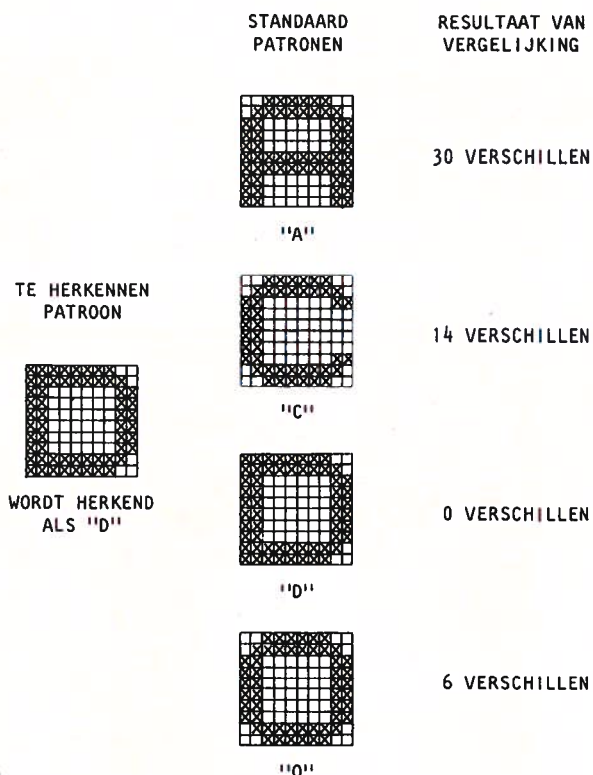 STANDAARD
PATRONEN
RESULTAAT VAN
VERGELIJKING
30 VERSCHILLEN
"A"
TE HERKENNEN
PATROON
14 VERSCHILLEN
"C"
WORDT HERKEND
ALS "D"
0 VERSCHILLEN
"D"
6 VERSCHILLEN
"O"